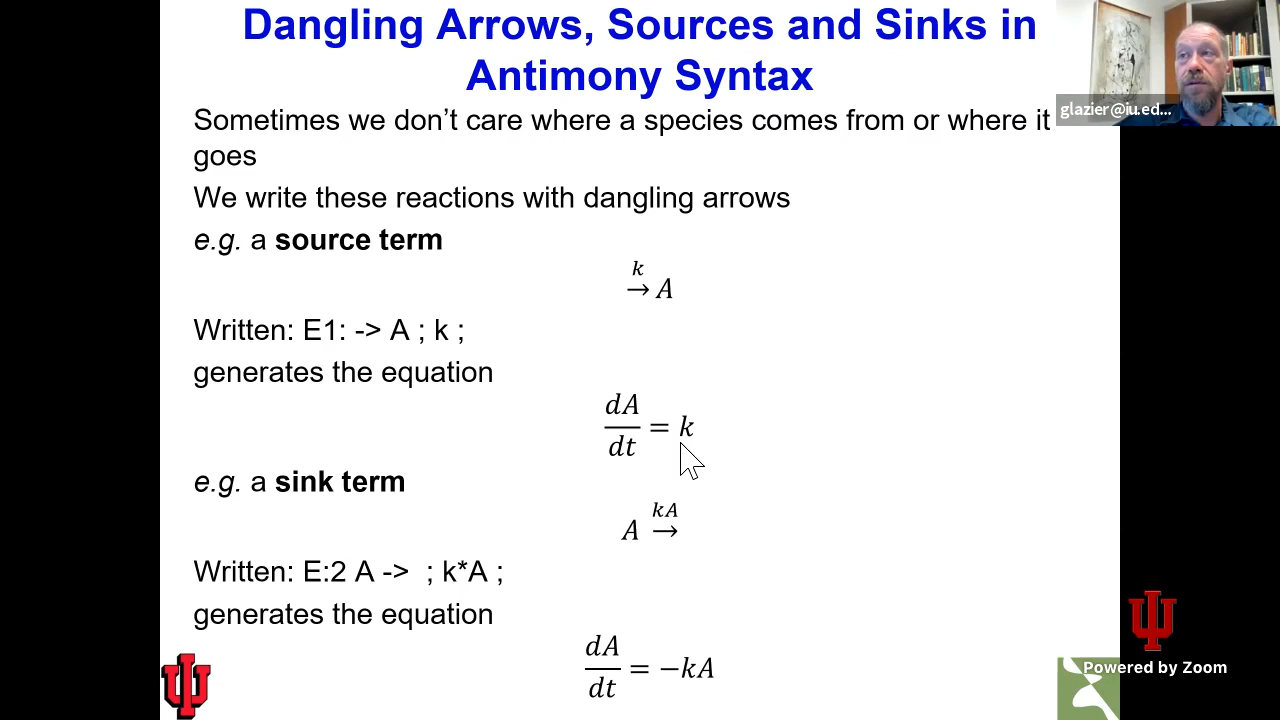 Dangling Arrows, Sources and Sinks in
Antimony Syntax
glazier@iu.ed...
Sometimes we don’t care where a species comes from or where it
goes
We write these reactions with dangling arrows
e.g. a source term
k
→ A
Written: E1: -> A ; k ;
generates the equation
dA
dt
= k
e.g. a sink term
kA
A →
Written: E:2 A -> ; k*A ;
generates the equation
dA
dt
= −kA
Powered by Zoom